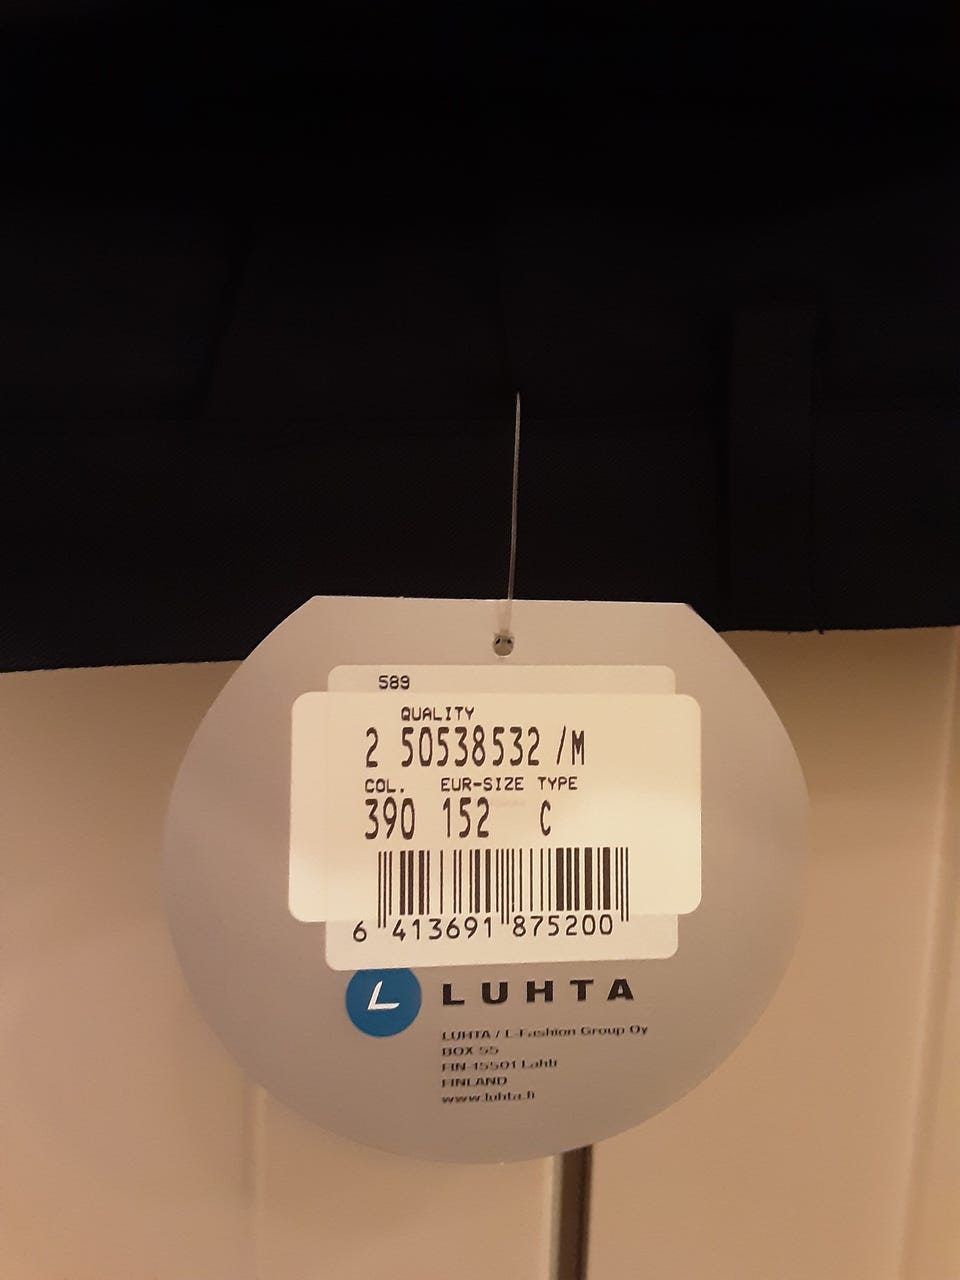 589
QUALITY
2 50538532 /M
COL. EUR-SIZE TYPE
390 152 C
6 413691 875200
L LUHTA
LUHTA / L-Fashion Group Oy
BOX 55
FIN-15501 Lahti
FINLAND
www.luhta.fi